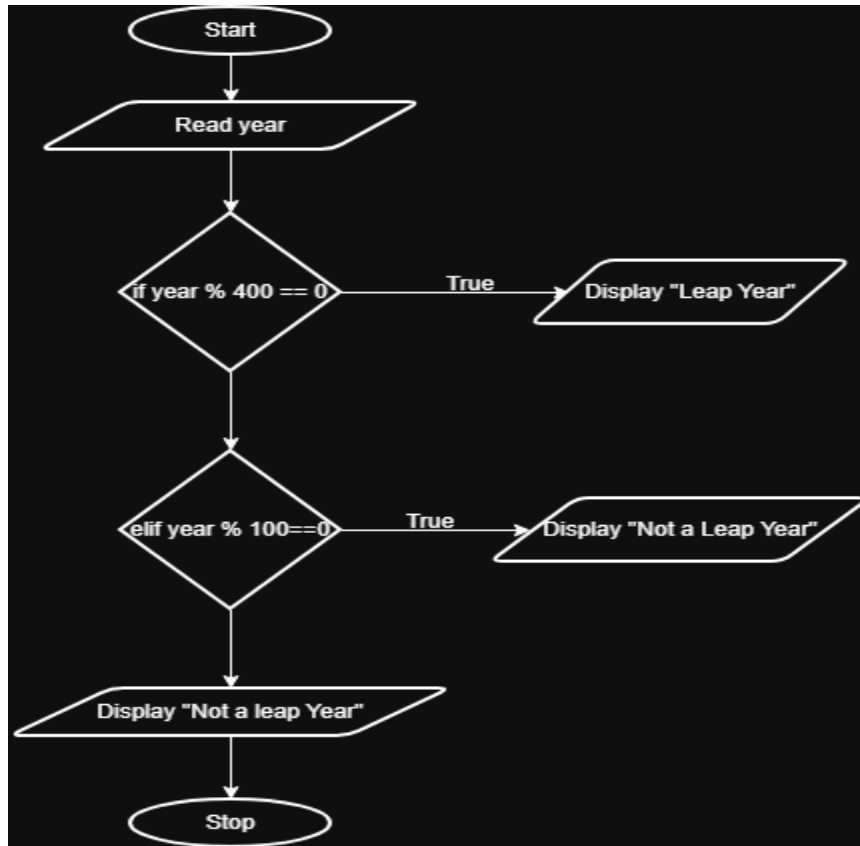 Start
Read year
if year % 400 == 0
True
Display "Leap Year"
elif year % 100==0
True
Display "Not a Leap Year"
Display "Not a leap Year"
Stop